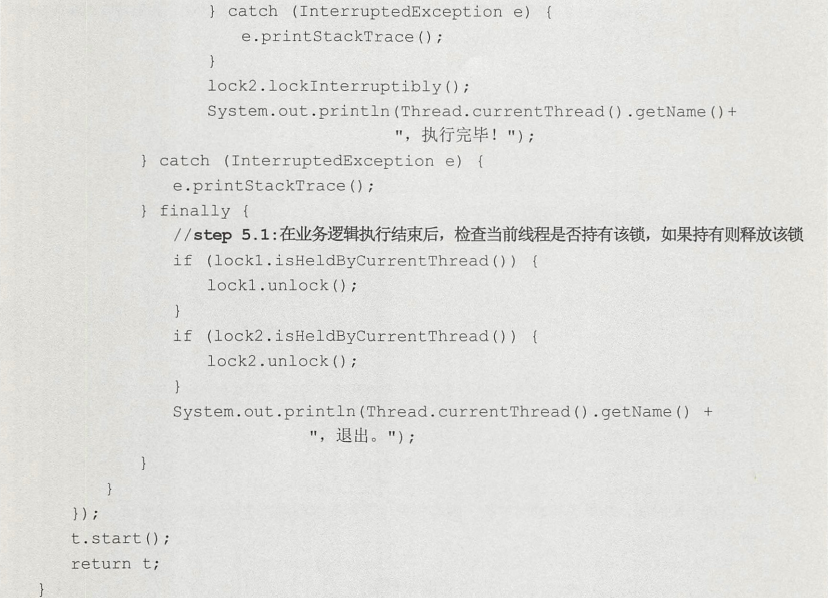 } catch (InterruptedException e) {
e.printStackTrace();
}
lock2.lockInterruptibly();
System.out.println(Thread.currentThread().getName()+
"，执行完毕！");
} catch (InterruptedException e) {
e.printStackTrace();
} finally {
//step 5.1:在业务逻辑执行结束后，检查当前线程是否持有该锁，如果持有则释放该锁
if (lock1.isHeldByCurrentThread()) {
lock1.unlock();
}
if (lock2.isHeldByCurrentThread()) {
lock2.unlock();
}
System.out.println(Thread.currentThread().getName() +
"，退出。");
}
}
});
t.start();
return t;
}